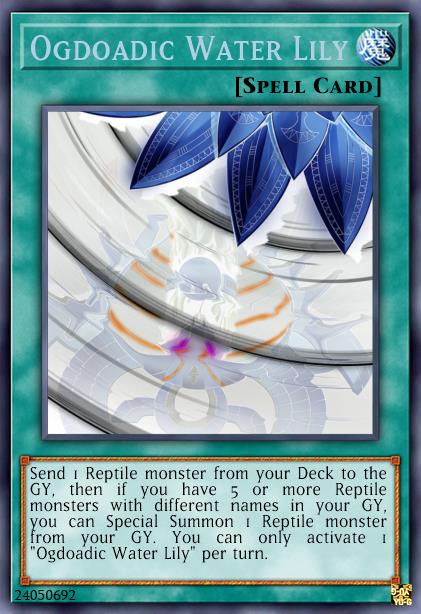 Ogdoadic Water Lily 魔
[Spell Card]
Send 1 Reptile monster from your Deck to the
GY, then if you have 5 or more Reptile
monsters with different names in your GY,
you can Special Summon 1 Reptile monster
from your GY. You can only activate 1
"Ogdoadic Water Lily" per turn.
24050692